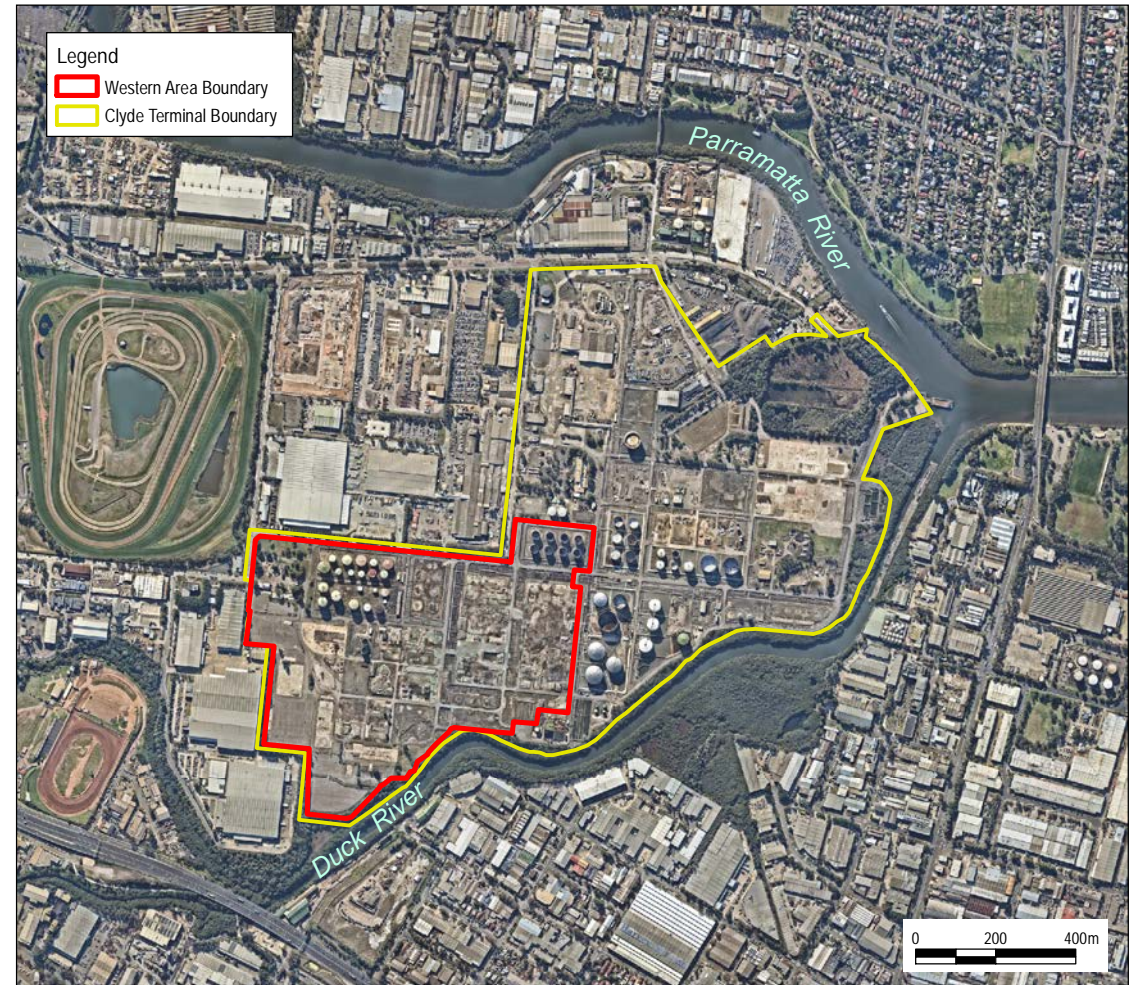 Legend
Western Area Boundary
Clyde Terminal Boundary
Parramatta River
Duck River
0 200 400m